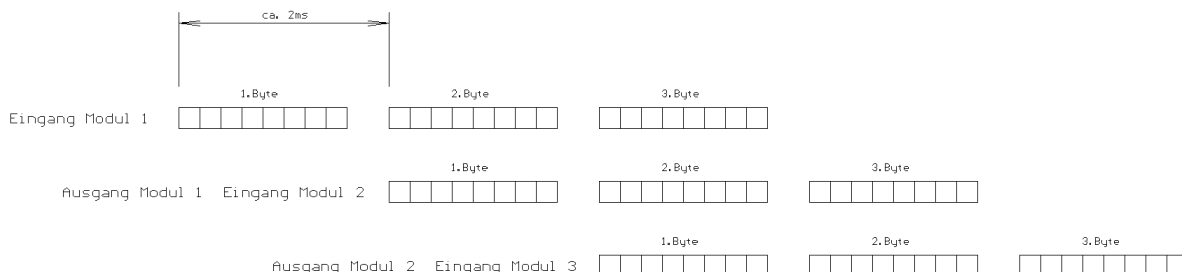 ca. 2ms
1.Byte 2.Byte 3.Byte
Eingang Modul 1
1.Byte 2.Byte 3.Byte
Ausgang Modul 1 Eingang Modul 2
1.Byte 2.Byte 3.Byte
Ausgang Modul 2 Eingang Modul 3